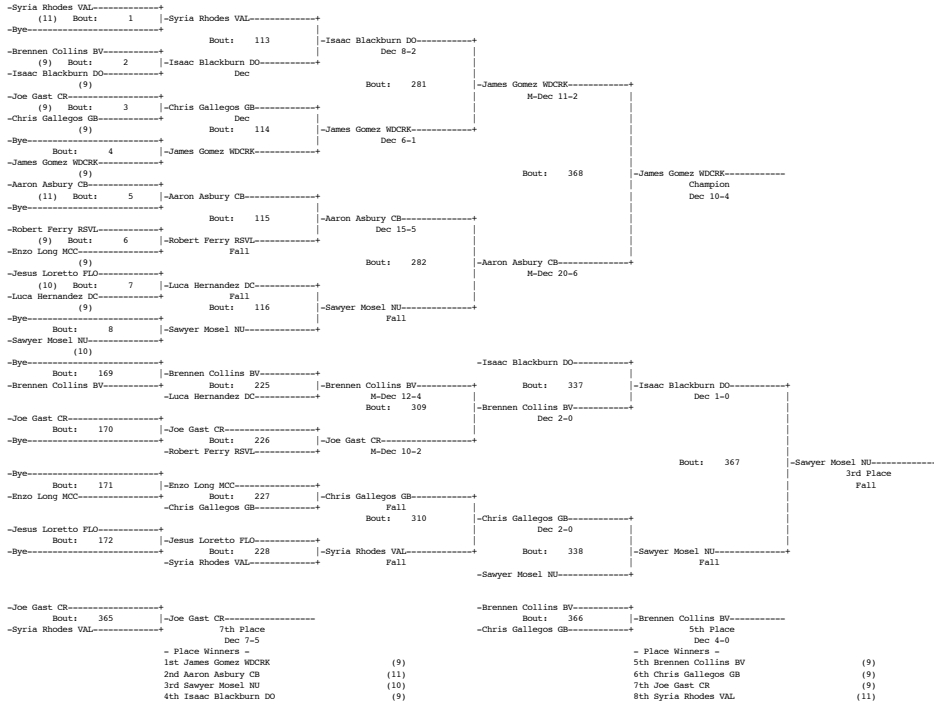 -Syria Rhodes VAL-------------+
(11) Bout: 1 |-Syria Rhodes VAL-------------+
-Bye--------------------------+
Bout: 113 |-Isaac Blackburn DO-----------+
-Brennen Collins BV-----------+ Dec 8-2
(9) Bout: 2 |-Isaac Blackburn DO-----------+
-Isaac Blackburn DO-----------+ Dec
(9) Bout: 281 |-James Gomez WDCRK------------+
-Joe Gast CR------------------+ M-Dec 11-2
(9) Bout: 3 |-Chris Gallegos GB------------+
-Chris Gallegos GB------------+ Dec
(9) Bout: 114 |-James Gomez WDCRK------------+
-Bye--------------------------+ Dec 6-1
Bout: 4 |-James Gomez WDCRK------------+
-James Gomez WDCRK------------+
(9) Bout: 368 |-James Gomez WDCRK------------
-Aaron Asbury CB--------------+ Champion
(11) Bout: 5 |-Aaron Asbury CB--------------+ Dec 10-4
-Bye--------------------------+
Bout: 115 |-Aaron Asbury CB--------------+
-Robert Ferry RSVL------------+ Dec 15-5
(9) Bout: 6 |-Robert Ferry RSVL------------+
-Enzo Long MCC----------------+ Fall
(9) Bout: 282 |-Aaron Asbury CB--------------+
-Jesus Loretto FLO------------+ M-Dec 20-6
(10) Bout: 7 |-Luca Hernandez DC------------+
-Luca Hernandez DC------------+ Fall
(9) Bout: 116 |-Sawyer Mosel NU--------------+
-Bye--------------------------+ Fall
Bout: 8 |-Sawyer Mosel NU--------------+
-Sawyer Mosel NU--------------+
(10)
-Bye--------------------------+ -Isaac Blackburn DO-----------+
Bout: 169 |-Brennen Collins BV-----------+
-Brennen Collins BV-----------+ Bout: 225 |-Brennen Collins BV-----------+ Bout: 337 |-Isaac Blackburn DO-----------+
-Luca Hernandez DC------------+ M-Dec 12-4 Dec 1-0
Bout: 309 |-Brennen Collins BV-----------+
-Joe Gast CR------------------+ Dec 2-0
Bout: 170 |-Joe Gast CR------------------+
-Bye--------------------------+ Bout: 226 |-Joe Gast CR------------------+
-Robert Ferry RSVL------------+ M-Dec 10-2
Bout: 367 |-Sawyer Mosel NU--------------
-Bye--------------------------+ 3rd Place
Bout: 171 |-Enzo Long MCC----------------+ Fall
-Enzo Long MCC----------------+ Bout: 227 |-Chris Gallegos GB------------+
-Chris Gallegos GB------------+ Fall
Bout: 310 |-Chris Gallegos GB------------+
-Jesus Loretto FLO------------+ Dec 2-0
Bout: 172 |-Jesus Loretto FLO------------+
-Bye--------------------------+ Bout: 228 |-Syria Rhodes VAL-------------+ Bout: 338 |-Sawyer Mosel NU--------------+
-Syria Rhodes VAL-------------+ Fall Fall
-Sawyer Mosel NU--------------+
-Joe Gast CR------------------+ -Brennen Collins BV-----------+
Bout: 365 |-Joe Gast CR------------------ Bout: 366 |-Brennen Collins BV-----------
-Syria Rhodes VAL-------------+ 7th Place -Chris Gallegos GB------------+ 5th Place
Dec 7-5 Dec 4-0
- Place Winners - - Place Winners -
1st James Gomez WDCRK (9) 5th Brennen Collins BV (9)
2nd Aaron Asbury CB (11) 6th Chris Gallegos GB (9)
3rd Sawyer Mosel NU (10) 7th Joe Gast CR (9)
4th Isaac Blackburn DO (9) 8th Syria Rhodes VAL (11)